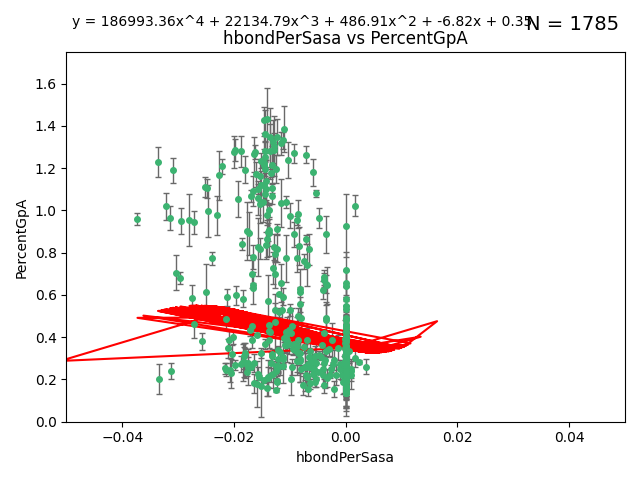 y = 186993.36x^4 + 22134.79x^3 + 486.91x^2 + -6.82x + 0.35
N = 1785
hbondPerSasa vs PercentGpA
1.6
1.4
1.2
1.0
0.8
0.6
0.4
0.2
0.0
PercentGpA
−0.04
−0.02
0.00
0.02
0.04
hbondPerSasa